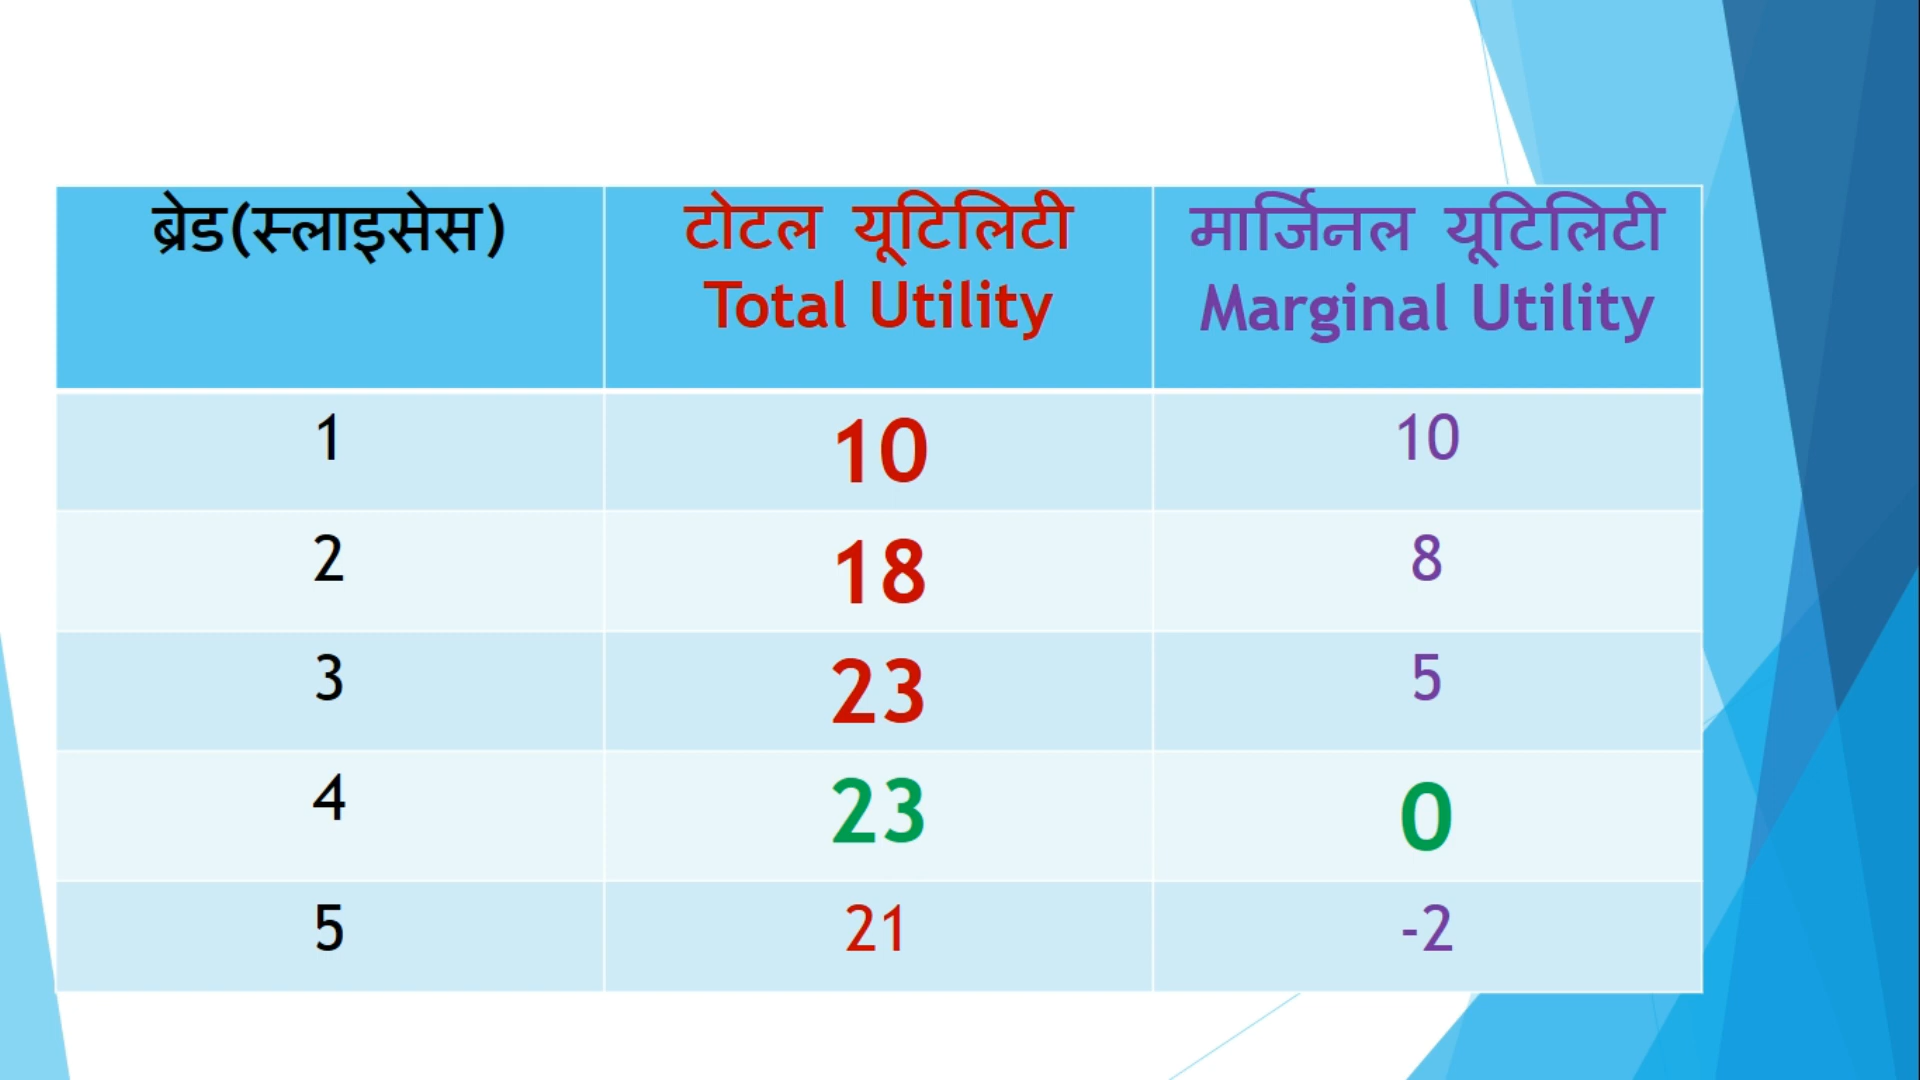 ब्रेड(स्लाइसेस)
टोटल यूटिलिटी
Total Utility
मार्जिनल यूटिलिटी
Marginal Utility
1 10 10
2 18 8
3 23 5
4 23 0
5 21 -2